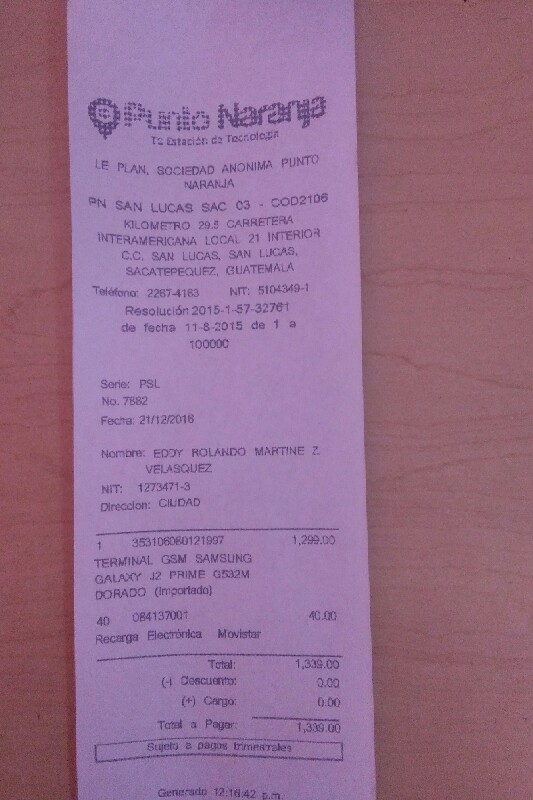 Punto Naranja
Tu Estación de Tecnología
LE PLAN, SOCIEDAD ANONIMA PUNTO
NARANJA
PN SAN LUCAS SAC 03 - COD2106
KILOMETRO 29.5 CARRETERA
INTERAMERICANA LOCAL 21 INTERIOR
C.C. SAN LUCAS, SAN LUCAS,
SACATEPEQUEZ, GUATEMALA
Teléfono: 2267-4163 NIT: 5104349-1
Resolución 2015-1-57-32761
de fecha 11-8-2015 de 1 a
100000
Serie: PSL
No. 7882
Fecha: 21/12/2016
Nombre: EDDY ROLANDO MARTINE Z
VELASQUEZ
NIT: 1273471-3
Direccion: CIUDAD
1 353106080121997 1,299.00
TERMINAL GSM SAMSUNG
GALAXY J2 PRIME G532M
DORADO (Importado)
40 084137001 40.00
Recarga Electrónica Movistar
Total: 1,339.00
(-) Descuento: 0.00
(+) Cargo: 0.00
Total a Pagar: 1,339.00
Sujeto a pagos trimestrales
Generado 12:16:42 p.m.